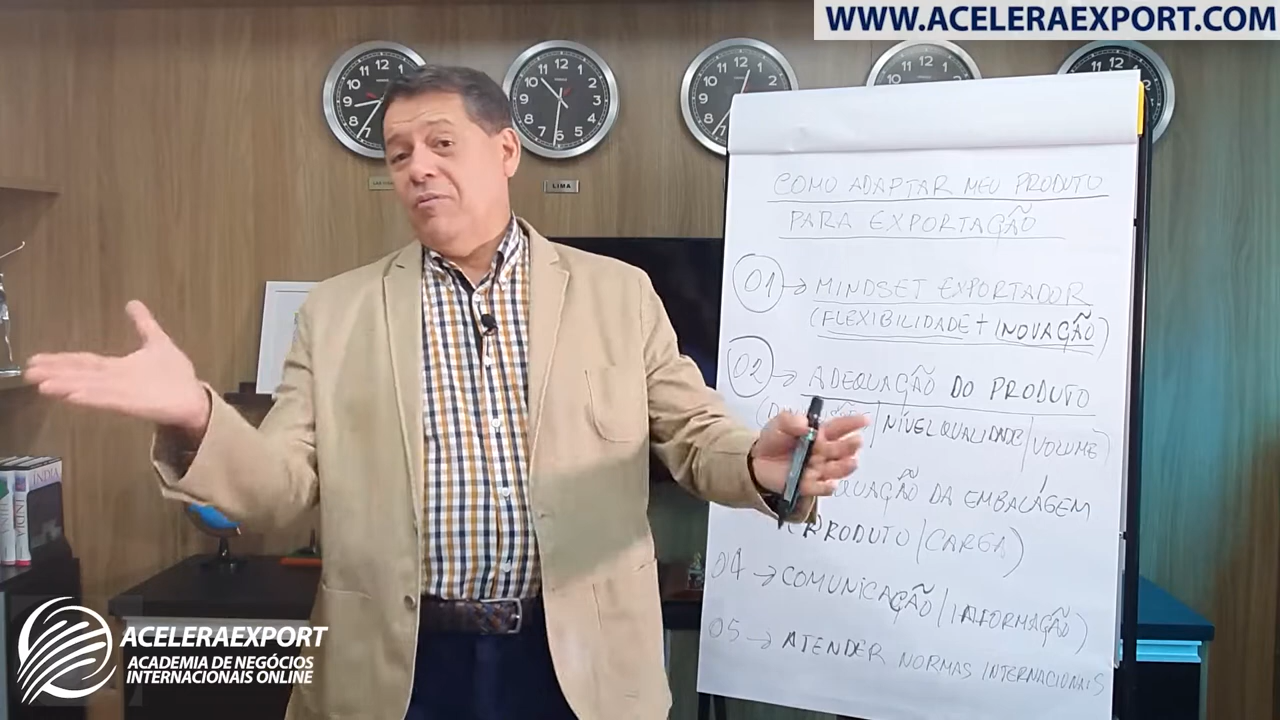 WWW.ACELERAEXPORT.COM
LIMA
COMO ADAPTAR MEU PRODUTO
PARA EXPORTAÇÃO
01 → MINDSET EXPORTADOR
(FLEXIBILIDADE + INOVAÇÃO)
02 → ADEQUAÇÃO DO PRODUTO
/ NÍVEL QUALIDADE / VOLUME)
DA EMBALAGEM
PRODUTO / CARGA)
04 → COMUNICAÇÃO / INFORMAÇÃO)
05 → ATENDER NORMAS INTERNACIONAIS
INDIA
ACELERAEXPORT
ACADEMIA DE NEGÓCIOS
INTERNACIONAIS ONLINE